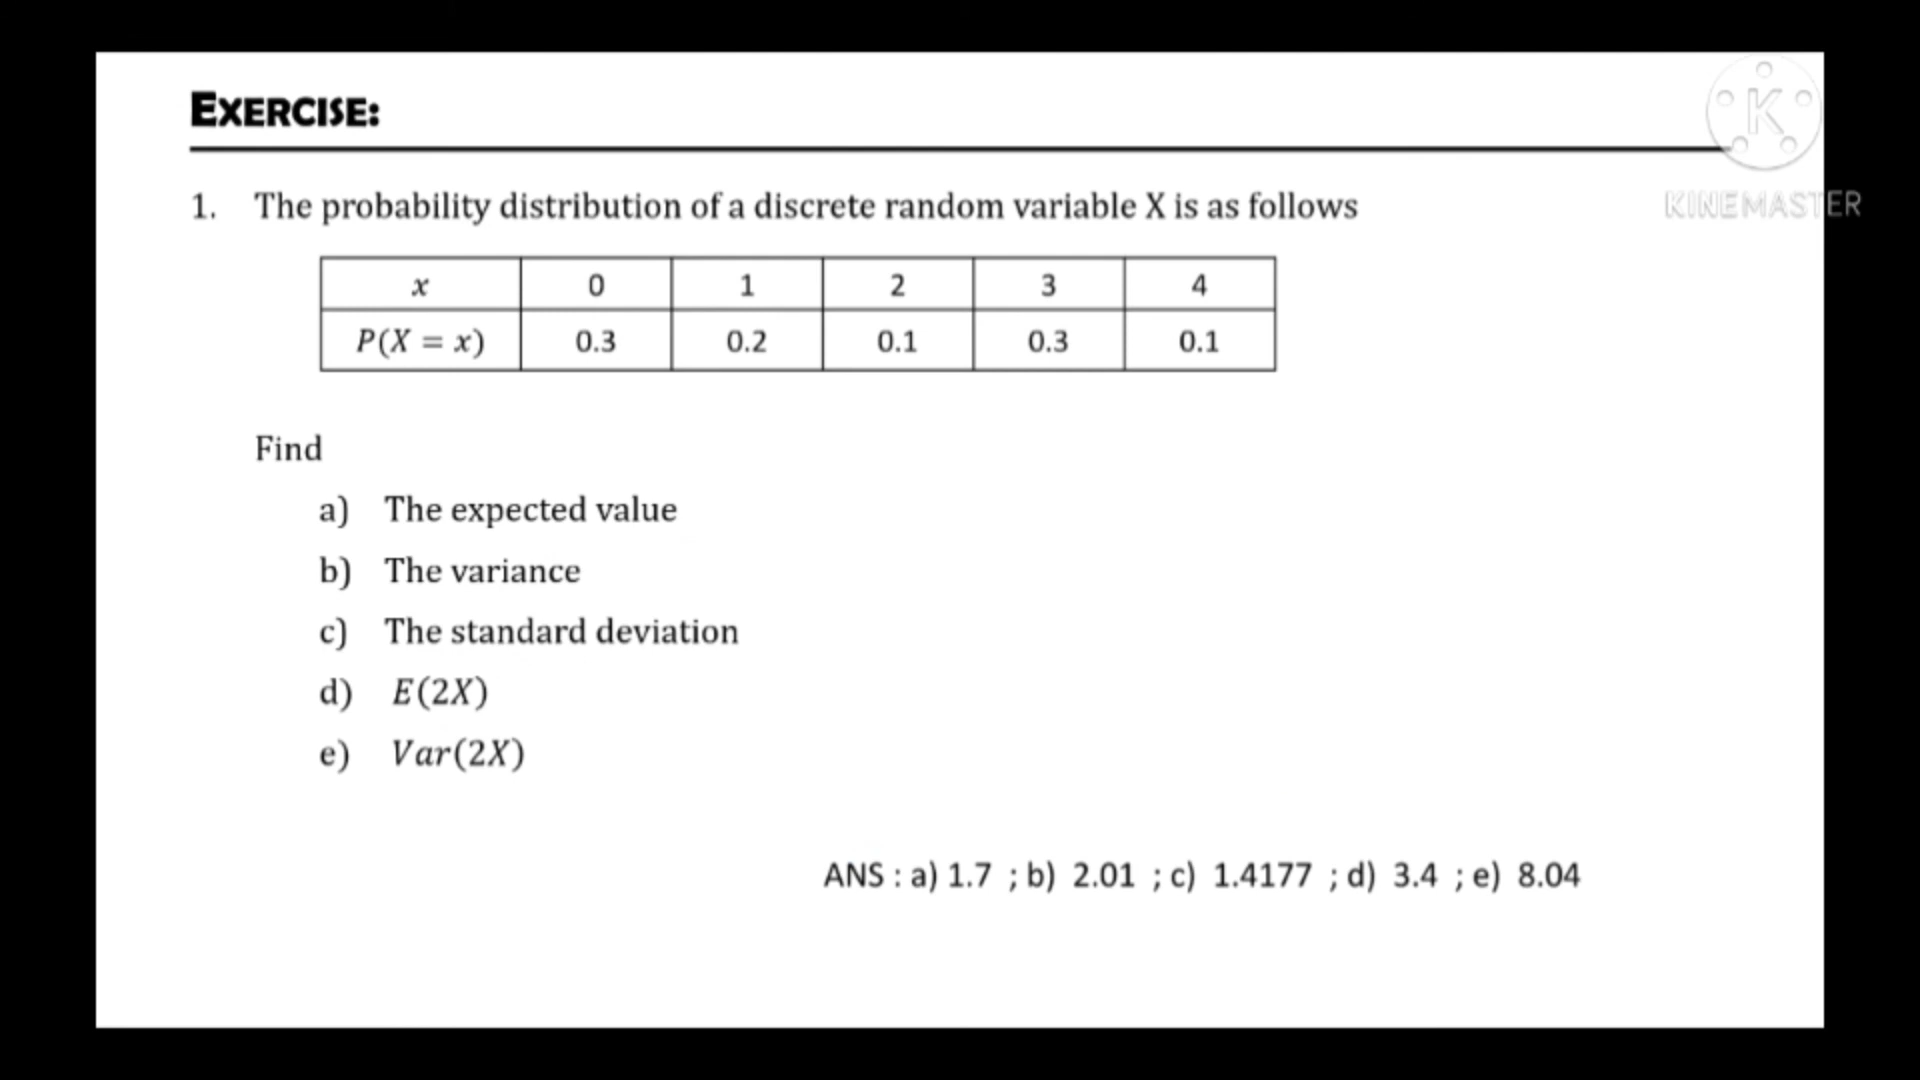 EXERCISE:
K
KINEMASTER
1. The probability distribution of a discrete random variable X is as follows
x 0 1 2 3 4
P(X = x) 0.3 0.2 0.1 0.3 0.1
Find
a) The expected value
b) The variance
c) The standard deviation
d) E(2X)
e) Var(2X)
ANS : a) 1.7 ; b) 2.01 ; c) 1.4177 ; d) 3.4 ; e) 8.04